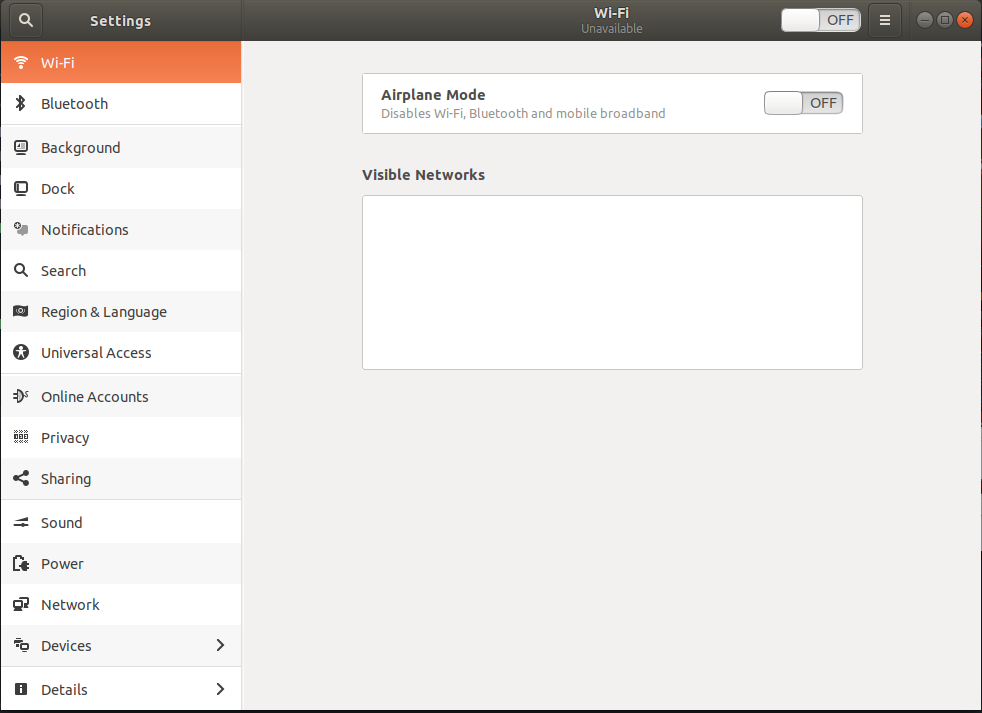 Settings
Wi-Fi
Unavailable
OFF
Wi-Fi
Bluetooth
Background
Dock
Notifications
Search
Region & Language
Universal Access
Online Accounts
Privacy
Sharing
Sound
Power
Network
Devices
Details
Airplane Mode
Disables Wi-Fi, Bluetooth and mobile broadband
OFF
Visible Networks